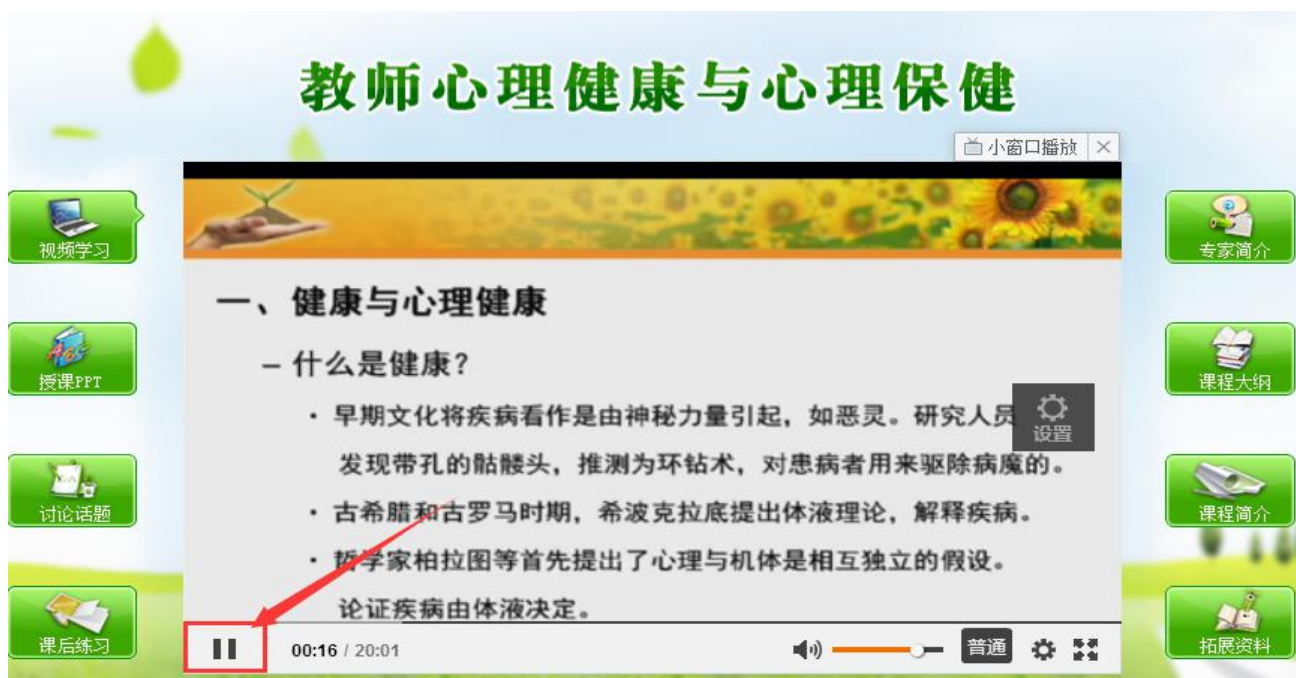 教师心理健康与心理保健
小窗口播放
视频学习
授课PPT
讨论话题
课后练习
一、健康与心理健康
– 什么是健康?
· 早期文化将疾病看作是由神秘力量引起，如恶灵。研究人员
发现带孔的骷髅头，推测为环钻术，对患病者用来驱除病魔的。
· 古希腊和古罗马时期，希波克拉底提出体液理论，解释疾病。
· 哲学家柏拉图等首先提出了心理与机体是相互独立的假设。
论证疾病由体液决定。
设置
00:16 / 20:01
普通
专家简介
课程大纲
课程简介
拓展资料